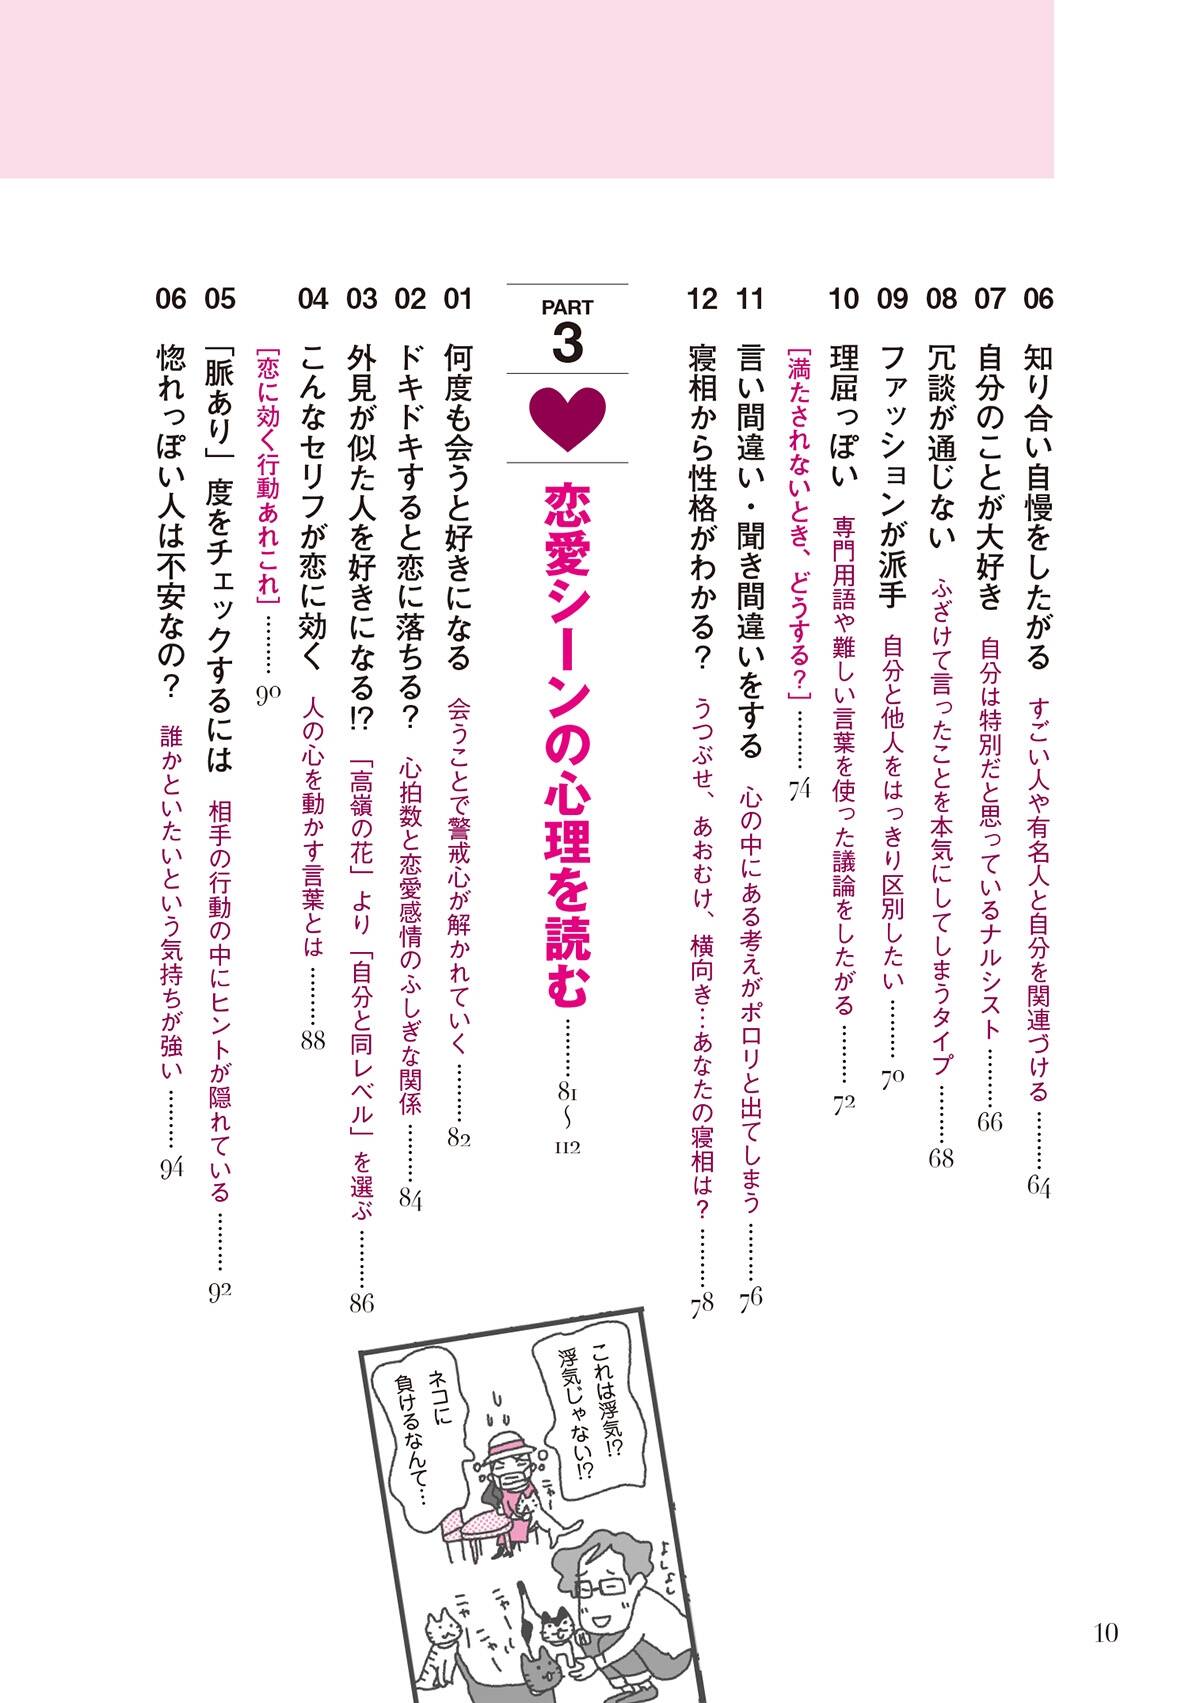 06 知り合い自慢をしたがる すごい人や有名人と自分を関連づける………64
07 自分のことが大好き 自分は特別だと思っているナルシスト………66
08 冗談が通じない ふざけて言ったことを本気にしてしまうタイプ………68
09 ファッションが派手 自分と他人をはっきり区別したい………70
10 理屈っぽい 専門用語や難しい言葉を使った議論をしたがる………72
[満たされないとき、どうする?]………74
11 言い間違い・聞き間違いをする 心の中にある考えがポロリと出てしまう………76
12 寝相から性格がわかる? うつぶせ、あおむけ、横向き…あなたの寝相は?………78
PART
3
恋愛シーンの心理を読む………81〜112
01 何度も会うと好きになる 会うことで警戒心が解かれていく………82
02 ドキドキすると恋に落ちる? 心拍数と恋愛感情のふしぎな関係………84
03 外見が似た人を好きになる!? 「高嶺の花」より「自分と同レベル」を選ぶ………86
04 こんなセリフが恋に効く 人の心を動かす言葉とは………88
[恋に効く行動あれこれ]………90
05 「脈あり」度をチェックするには 相手の行動の中にヒントが隠れている………92
06 惚れっぽい人は不安なの? 誰かといたいという気持ちが強い………94
これは浮気!?
浮気じゃない!?
ネコに
負けるなんて…
ニャー
よしよし
ニャー
ニャール
ニャー
10